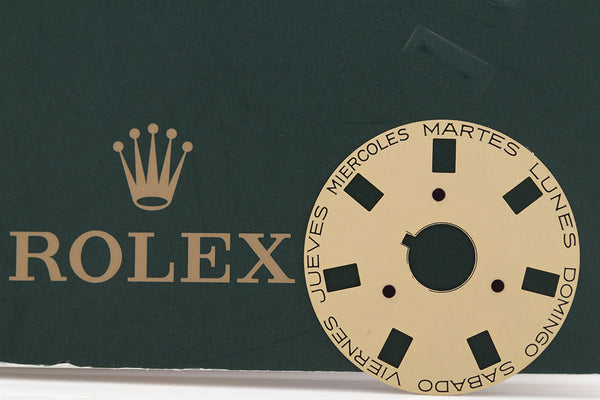 ROLEX
MARTES
LUNES
DOMINGO
SABADO
VIERNES
JUEVES
MIERCOLES